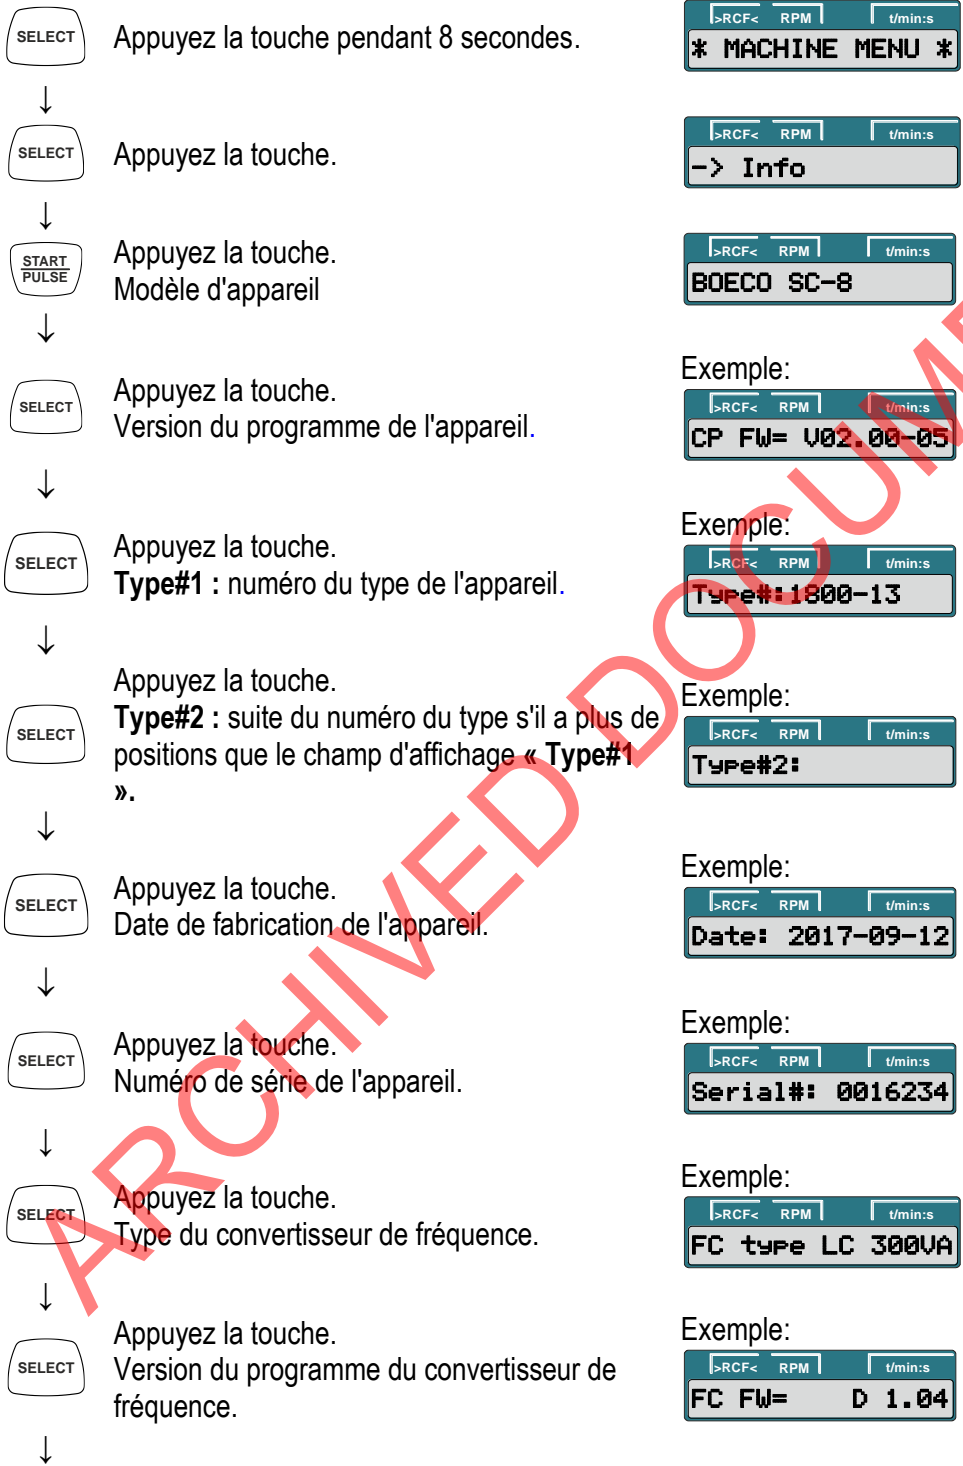 SELECT
Appuyez la touche pendant 8 secondes.
>RCF< RPM t/min:s
* MACHINE MENU *
↓
SELECT
Appuyez la touche.
>RCF< RPM t/min:s
-> Info
↓
START
PULSE
Appuyez la touche.
Modèle d'appareil
>RCF< RPM t/min:s
BOECO SC-8
↓
SELECT
Appuyez la touche.
Version du programme de l'appareil.
Exemple:
>RCF< RPM t/min:s
CP FW= V02.00-05
↓
SELECT
Appuyez la touche.
Type#1 : numéro du type de l'appareil.
Exemple:
>RCF< RPM t/min:s
Type#:1800-13
↓
SELECT
Appuyez la touche.
Type#2 : suite du numéro du type s'il a plus de
positions que le champ d'affichage « Type#1
».
Exemple:
>RCF< RPM t/min:s
Type#2:
↓
SELECT
Appuyez la touche.
Date de fabrication de l'appareil.
Exemple:
>RCF< RPM t/min:s
Date: 2017-09-12
↓
SELECT
Appuyez la touche.
Numéro de série de l'appareil.
Exemple:
>RCF< RPM t/min:s
Serial#: 0016234
↓
SELECT
Appuyez la touche.
Type du convertisseur de fréquence.
Exemple:
>RCF< RPM t/min:s
FC type LC 300VA
↓
SELECT
Appuyez la touche.
Version du programme du convertisseur de
fréquence.
Exemple:
>RCF< RPM t/min:s
FC FW= D 1.04
↓
ARCHIVED DOCUM